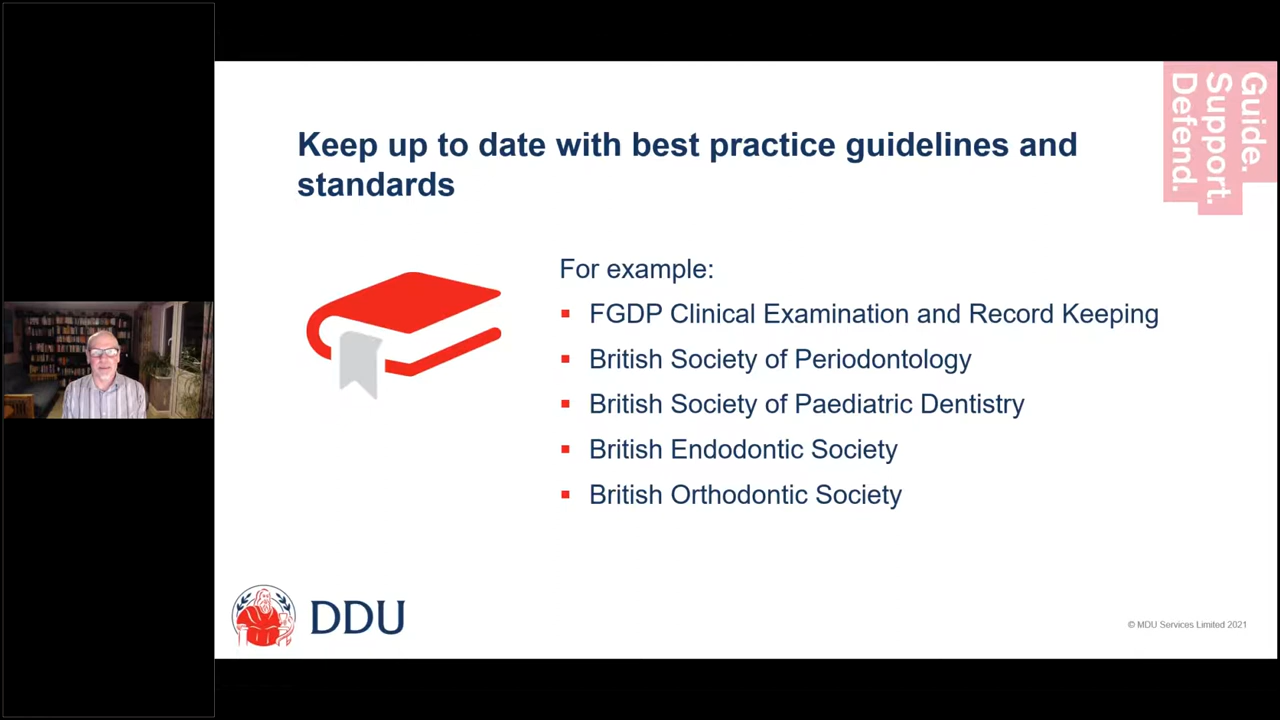 Keep up to date with best practice guidelines and
standards
Guide.
Support.
Defend.
For example:
FGDP Clinical Examination and Record Keeping
British Society of Periodontology
British Society of Paediatric Dentistry
British Endodontic Society
British Orthodontic Society
DDU
© MDU Services Limited 2021